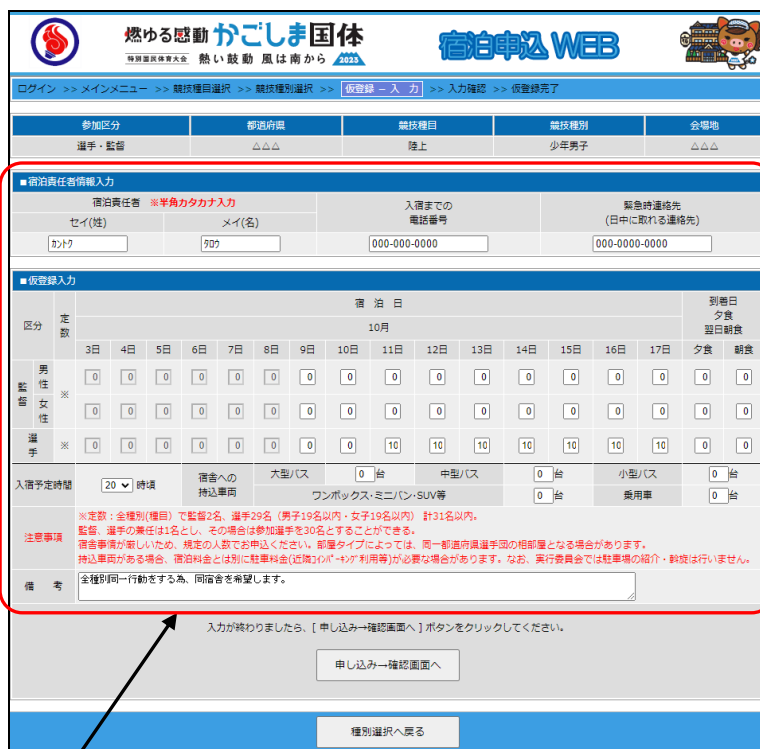 燃ゆる感動 かごしま国体 宿泊申込 WEB
特別国民体育大会 熱い鼓動 風は南から 2023
ログイン >> メインメニュー >> 競技種目選択 >> 競技種別選択 >> 仮登録 – 入 力 >> 入力確認 >> 仮登録完了
参加区分 都道府県 競技種目 競技種別 会場地
選手・監督 △△△ 陸上 少年男子 △△△
■宿泊責任者情報入力
宿泊責任者 ※半角カタカナ入力 入宿までの 緊急時連絡先
セイ(姓) メイ(名) 電話番号 (日中に取れる連絡先)
ｶﾝﾄｸ ﾀﾛｳ 000-000-0000 000-0000-0000
■仮登録入力
区分 定数 宿 泊 日 到着日
10月 夕食
翌日朝食
3日 4日 5日 6日 7日 8日 9日 10日 11日 12日 13日 14日 15日 16日 17日 夕食 朝食
監督 男性 ※ 0 0 0 0 0 0 0 0 0 0 0 0 0 0 0 0 0
女性 0 0 0 0 0 0 0 0 0 0 0 0 0 0 0 0 0
選手 ※ 0 0 0 0 0 0 0 0 10 10 10 10 10 10 10 0 0
入宿予定時間 20 時頃 宿舎への 持込車両 大型バス 0 台 中型バス 0 台 小型バス 0 台
ワンボックス･ミニバン･SUV等 0 台 乗用車 0 台
注意事項 ※定数：全種別(種目）で監督2名、選手29名（男子19名以内・女子19名以内） 計31名以内。
監督、選手の兼任は1名とし、その場合は参加選手を30名とすることができる。
宿舎事情が厳しいため、規定の人数でお申込ください。部屋タイプによっては、同一都道府県選手団の相部屋となる場合があります。
持込車両がある場合、宿泊料金とは別に駐車料金(近隣ｺｲﾝﾊﾟｰｷﾝｸﾞ利用等)が必要な場合があります。なお、実行委員会では駐車場の紹介・斡旋は行いません。
備 考 全種別同一行動をする為、同宿舎を希望します。
入力が終わりましたら、[ 申し込み→確認画面へ ] ボタンをクリックしてください。
申し込み→確認画面へ
種別選択へ戻る